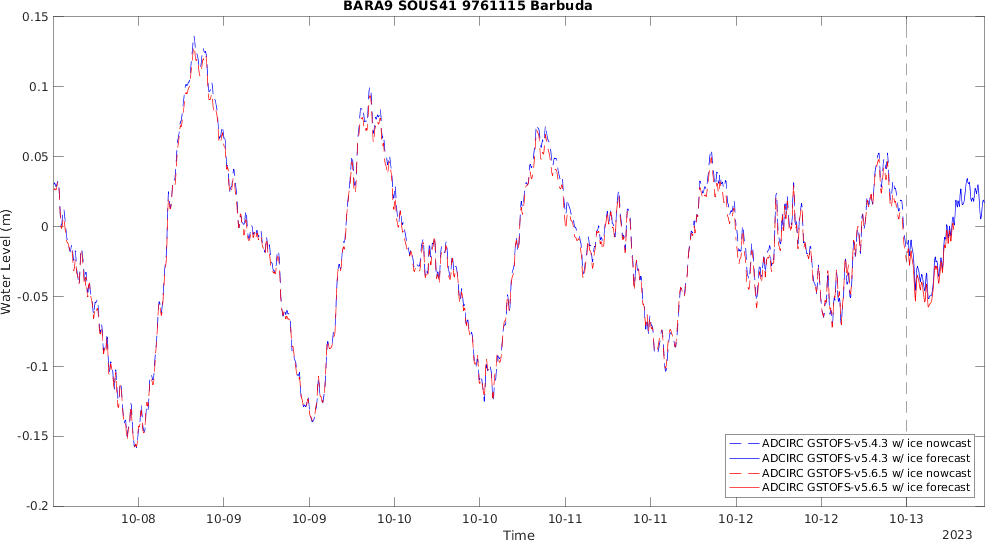 BARA9 SOUS41 9761115 Barbuda
0.15
0.1
0.05
0
-0.05
-0.1
-0.15
-0.2
Water Level (m)
ADCIRC GSTOFS-v5.4.3 w/ ice nowcast
ADCIRC GSTOFS-v5.4.3 w/ ice forecast
ADCIRC GSTOFS-v5.6.5 w/ ice nowcast
ADCIRC GSTOFS-v5.6.5 w/ ice forecast
10-08 10-09 10-09 10-10 10-10 10-11 10-11 10-12 10-12 10-13
Time
2023